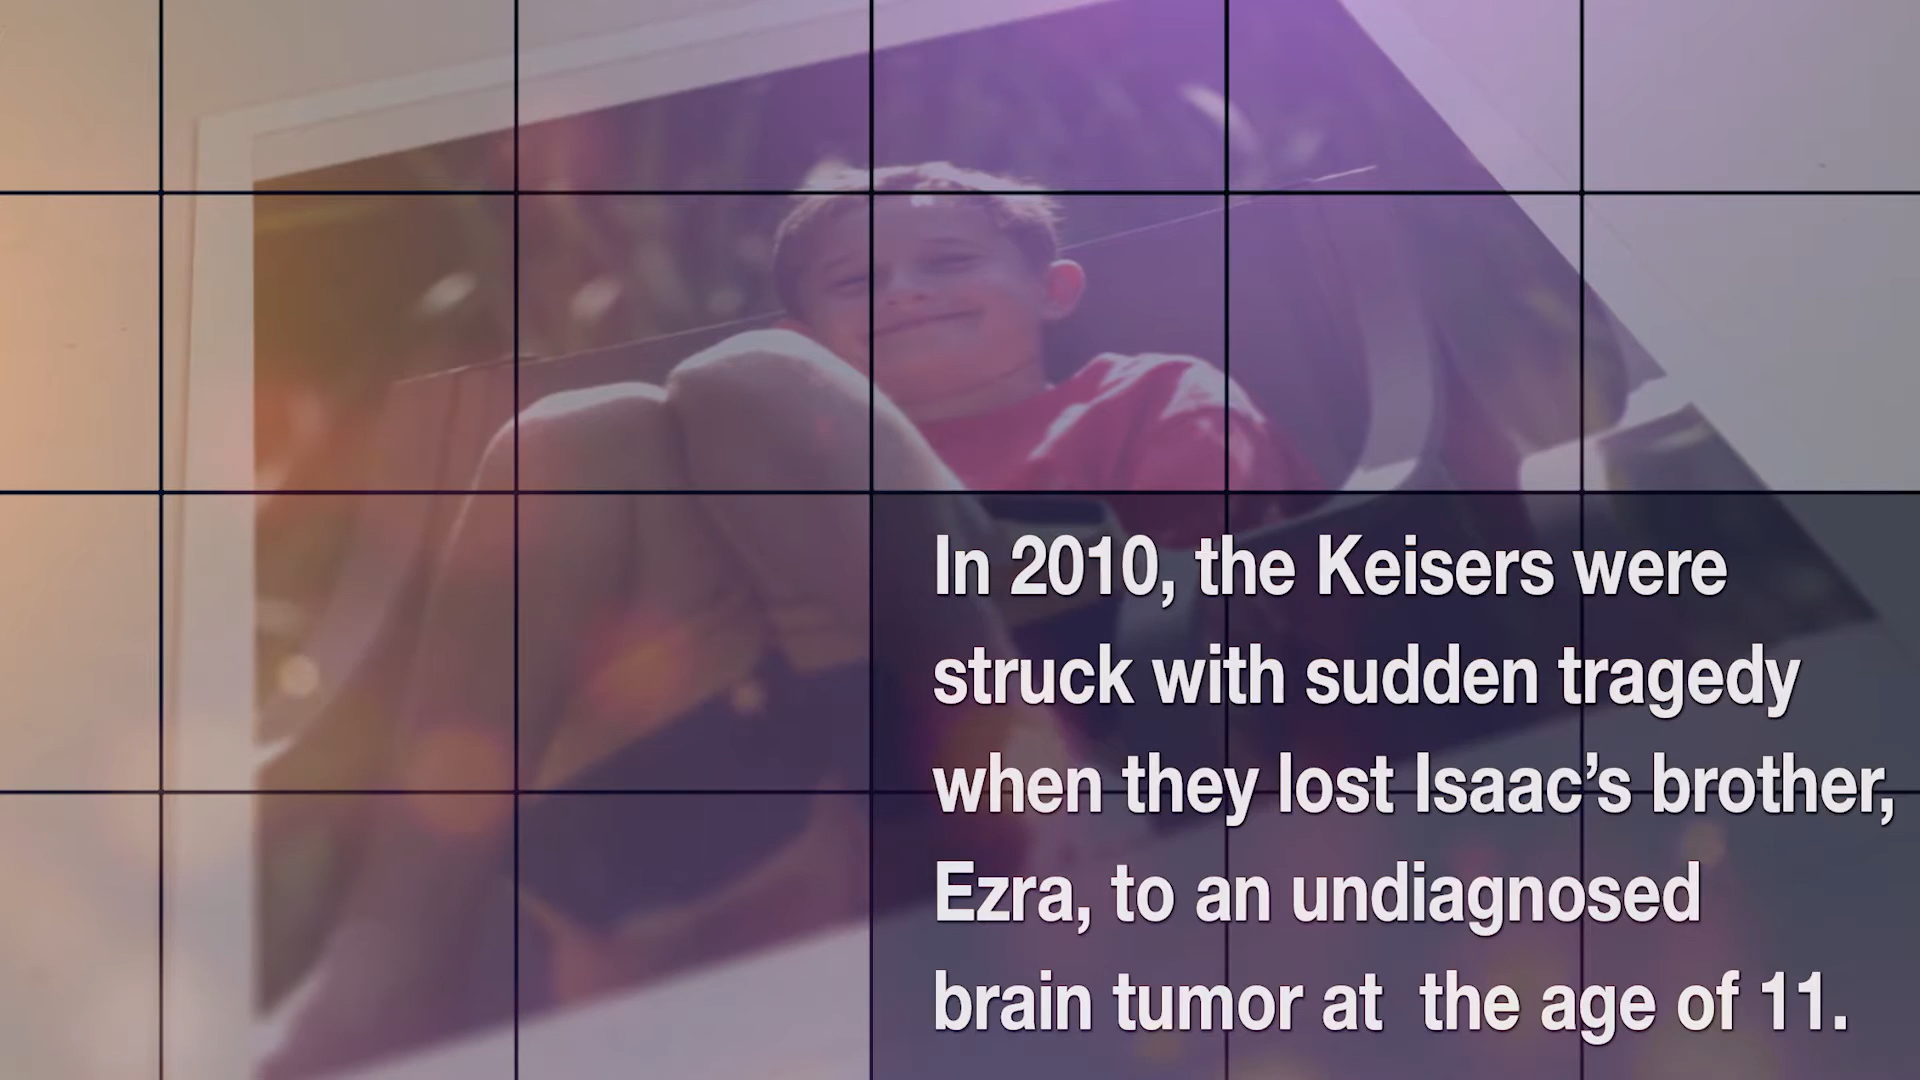 In 2010, the Keisers were
struck with sudden tragedy
when they lost Isaac’s brother,
Ezra, to an undiagnosed
brain tumor at  the age of 11.